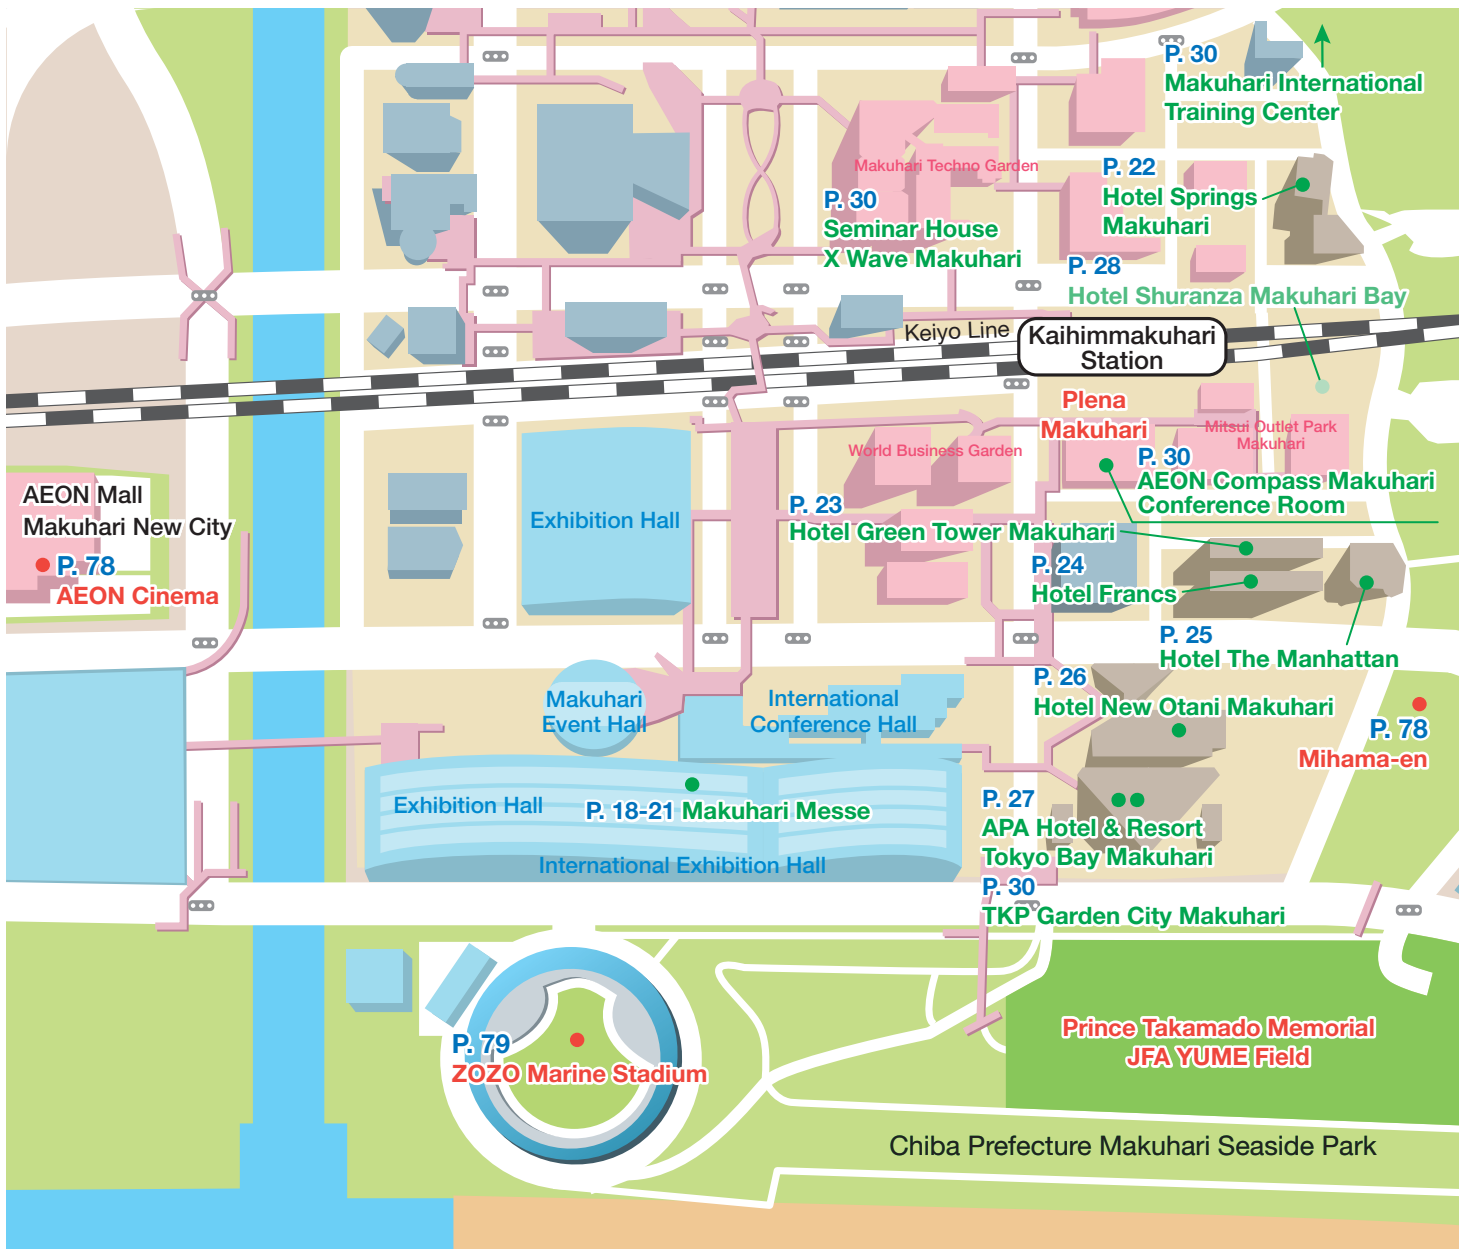 P. 30
Makuhari International
Training Center
Makuhari Techno Garden
P. 22
Hotel Springs
Makuhari
P. 30
Seminar House
X Wave Makuhari
P. 28
Hotel Shuranza Makuhari Bay
Keiyo Line
Kaihimmakuhari
Station
Plena
Makuhari
Mitsui Outlet Park
Makuhari
World Business Garden
P. 30
AEON Compass Makuhari
Conference Room
AEON Mall
Makuhari New City
P. 78
AEON Cinema
Exhibition Hall
P. 23
Hotel Green Tower Makuhari
P. 24
Hotel Francs
P. 25
Hotel The Manhattan
P. 26
Hotel New Otani Makuhari
Makuhari
Event Hall
International
Conference Hall
P. 78
Mihama-en
Exhibition Hall
P. 18-21 Makuhari Messe
International Exhibition Hall
P. 27
APA Hotel & Resort
Tokyo Bay Makuhari
P. 30
TKP Garden City Makuhari
P. 79
ZOZO Marine Stadium
Prince Takamado Memorial
JFA YUME Field
Chiba Prefecture Makuhari Seaside Park